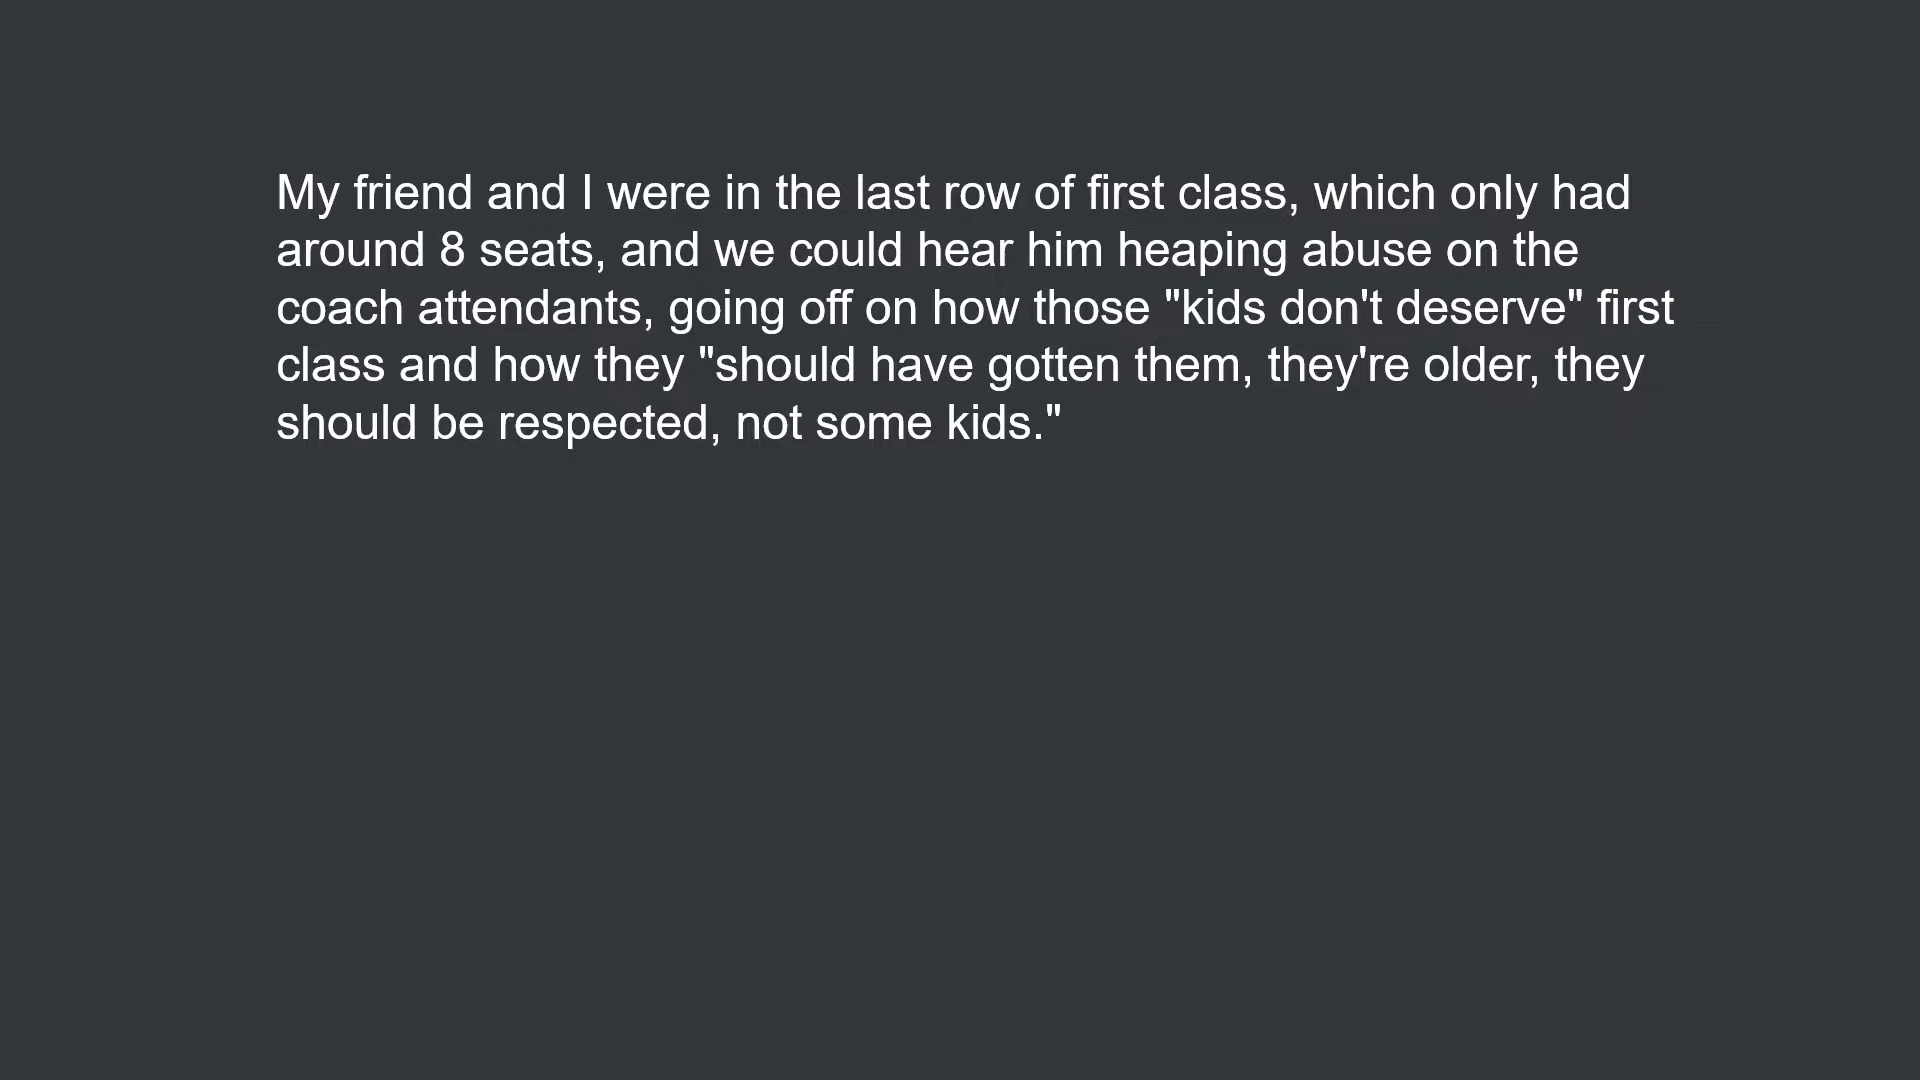 My friend and I were in the last row of first class, which only had
around 8 seats, and we could hear him heaping abuse on the
coach attendants, going off on how those "kids don't deserve" first
class and how they "should have gotten them, they're older, they
should be respected, not some kids."